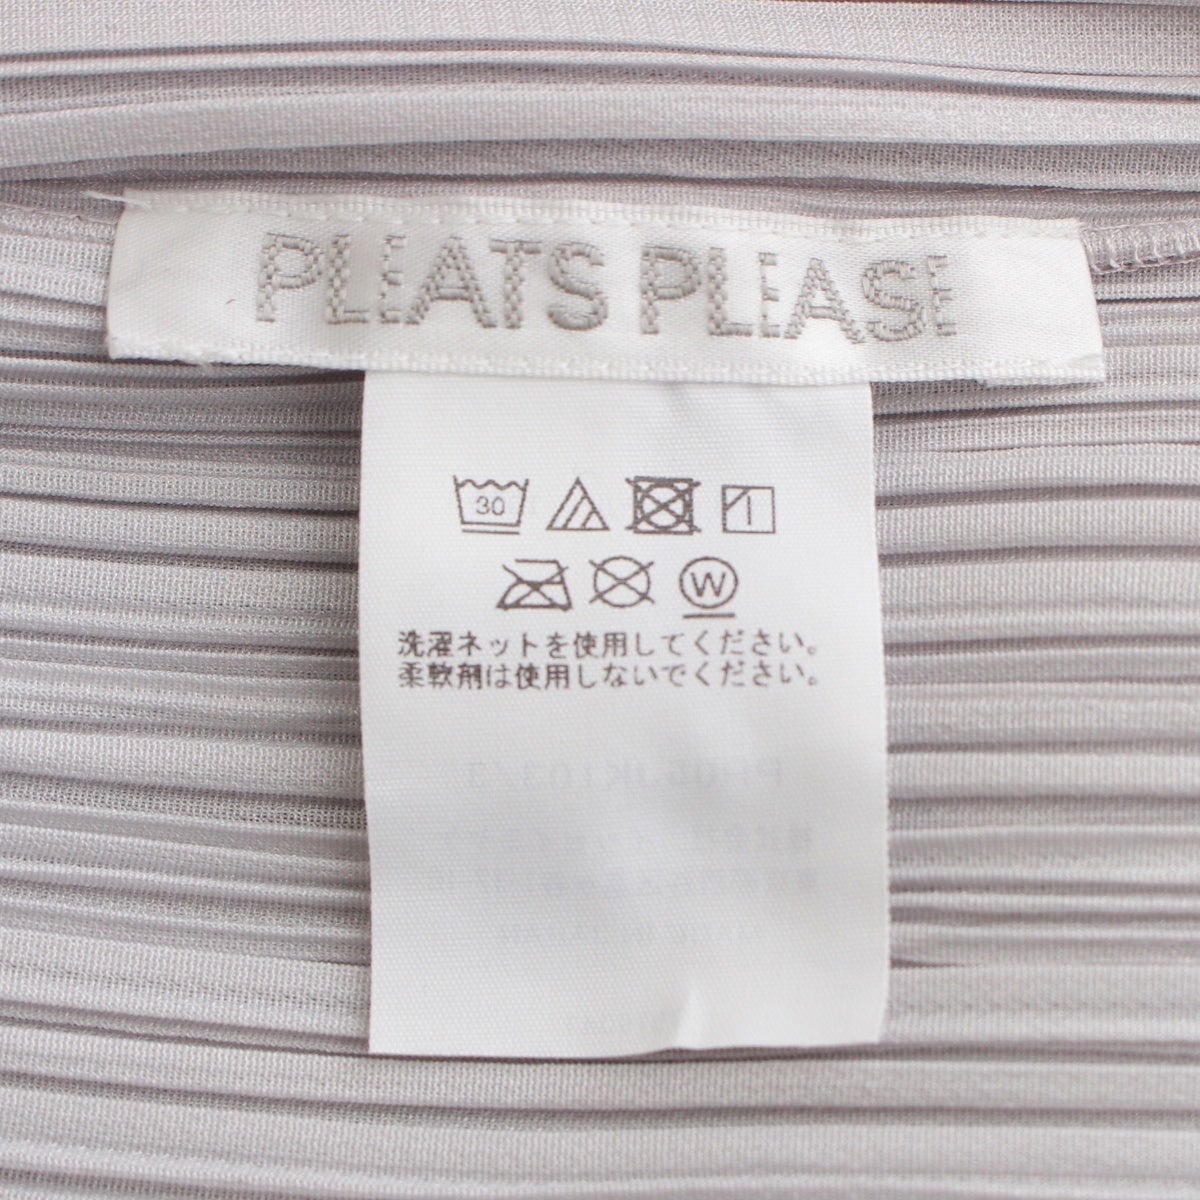 PLEATS PLEASE
30
W
洗濯ネットを使用してください。
柔軟剤は使用しないでください。